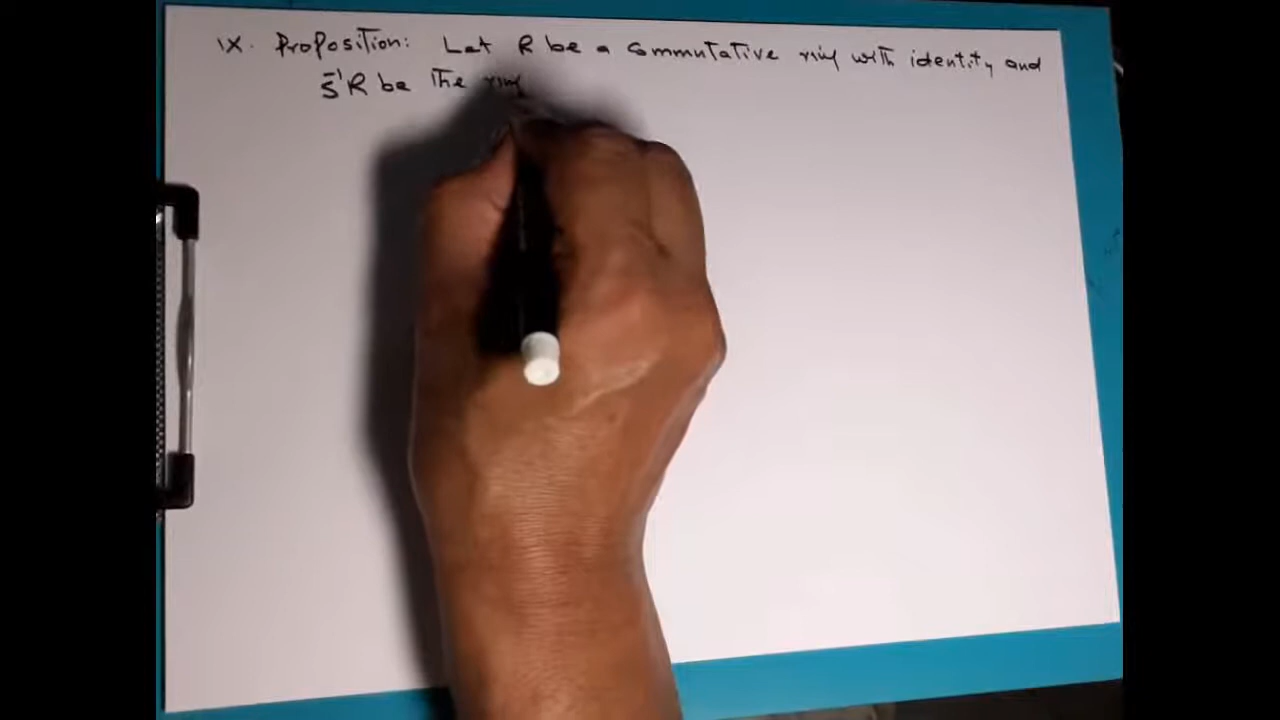 IX. Proposition: Let R be a commutative ring with identity and
S⁻¹R be the ring